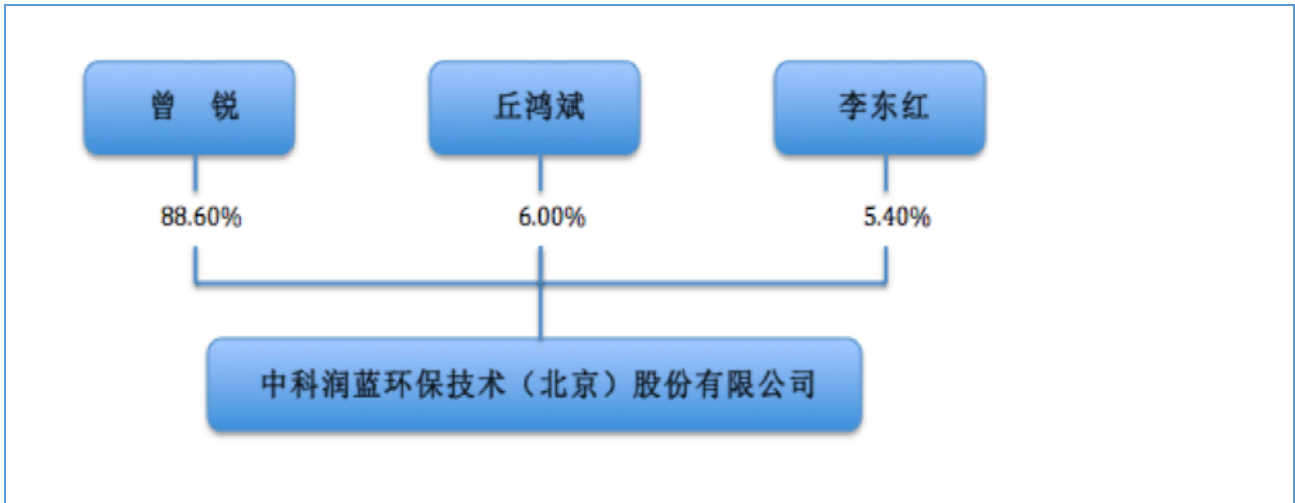 曾 锐
丘鸿斌
李东红
88.60%
6.00%
5.40%
中科润蓝环保技术（北京）股份有限公司